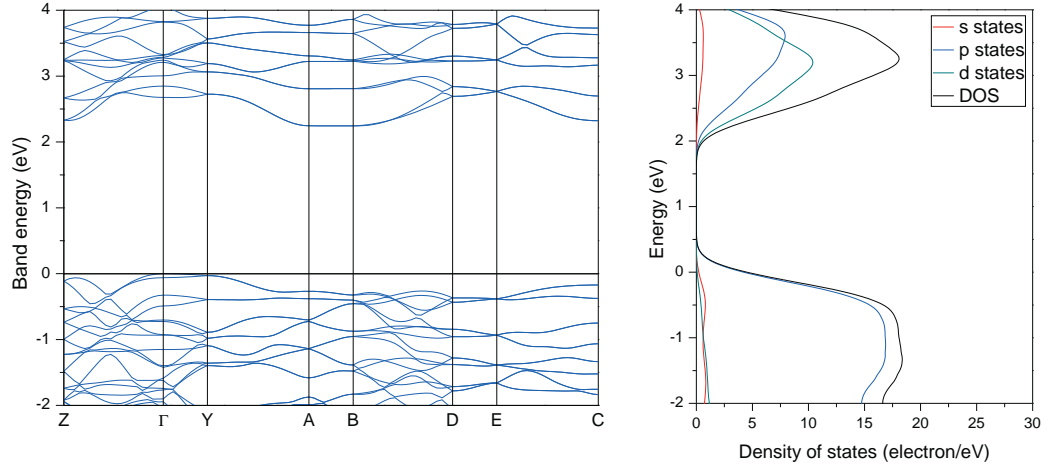 4
3
2
1
0
-1
-2
Band energy (eV)
Z Γ Y A B D E C
4
3
2
1
0
-1
-2
Energy (eV)
s states
p states
d states
DOS
0 5 10 15 20 25 30
Density of states (electron/eV)